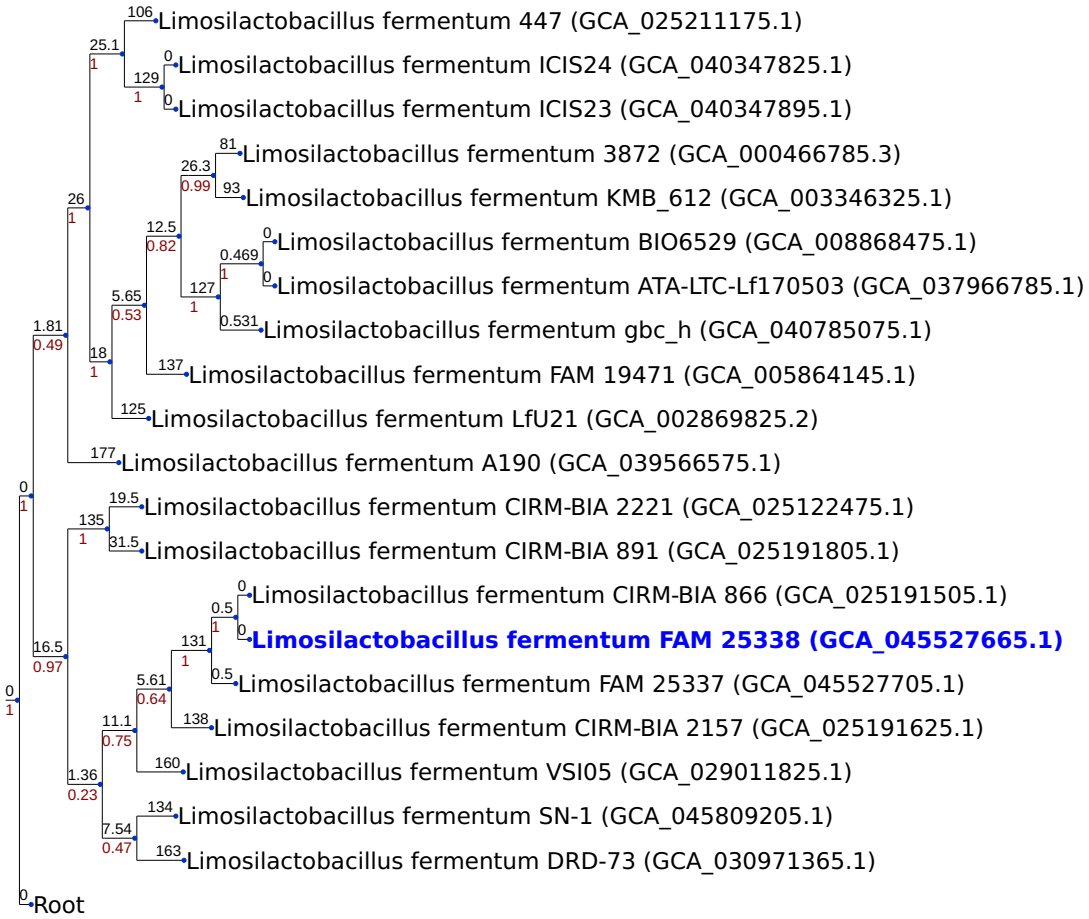 106 Limosilactobacillus fermentum 447 (GCA_025211175.1)
25.1
1
0 Limosilactobacillus fermentum ICIS24 (GCA_040347825.1)
129
1
0 Limosilactobacillus fermentum ICIS23 (GCA_040347895.1)
81 Limosilactobacillus fermentum 3872 (GCA_000466785.3)
26.3
0.99
93 Limosilactobacillus fermentum KMB_612 (GCA_003346325.1)
26
1
12.5
0.82
0 Limosilactobacillus fermentum BIO6529 (GCA_008868475.1)
0.469
1
0 Limosilactobacillus fermentum ATA-LTC-Lf170503 (GCA_037966785.1)
127
1
5.65
0.53
0.531 Limosilactobacillus fermentum gbc_h (GCA_040785075.1)
1.81
0.49
18
1
137 Limosilactobacillus fermentum FAM 19471 (GCA_005864145.1)
125 Limosilactobacillus fermentum LfU21 (GCA_002869825.2)
177 Limosilactobacillus fermentum A190 (GCA_039566575.1)
0
1
19.5 Limosilactobacillus fermentum CIRM-BIA 2221 (GCA_025122475.1)
135
1
31.5 Limosilactobacillus fermentum CIRM-BIA 891 (GCA_025191805.1)
0 Limosilactobacillus fermentum CIRM-BIA 866 (GCA_025191505.1)
0.5
1
0 Limosilactobacillus fermentum FAM 25338 (GCA_045527665.1)
131
1
16.5
0.97
0.5 Limosilactobacillus fermentum FAM 25337 (GCA_045527705.1)
5.61
0.64
0
1
138 Limosilactobacillus fermentum CIRM-BIA 2157 (GCA_025191625.1)
11.1
0.75
160 Limosilactobacillus fermentum VSI05 (GCA_029011825.1)
1.36
0.23
134 Limosilactobacillus fermentum SN-1 (GCA_045809205.1)
7.54
0.47
163 Limosilactobacillus fermentum DRD-73 (GCA_030971365.1)
0 Root